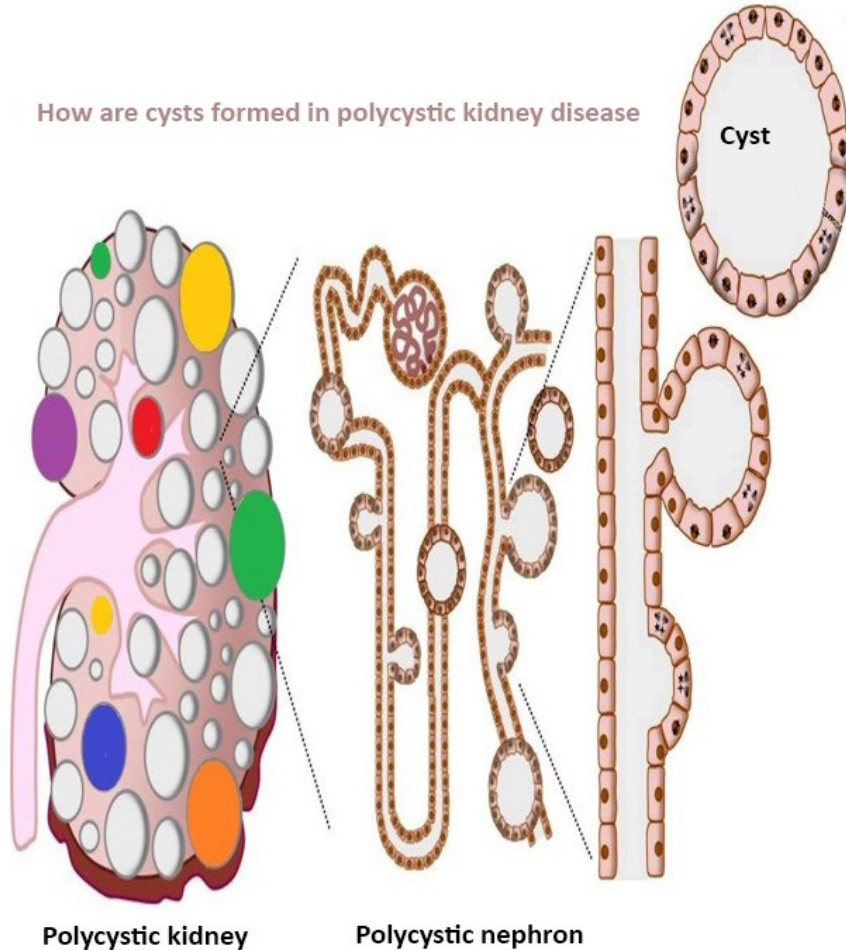 How are cysts formed in polycystic kidney disease
Cyst
Polycystic kidney
Polycystic nephron